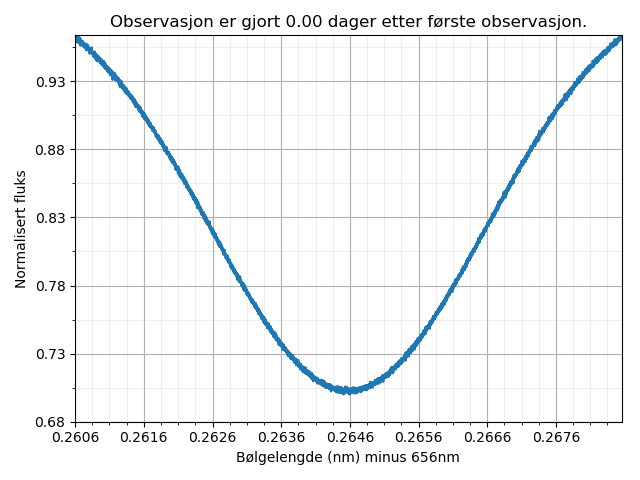 Observasjon er gjort 0.00 dager etter første observasjon.
0.93
0.88
0.83
0.78
0.73
0.68
Normalisert fluks
0.2606 0.2616 0.2626 0.2636 0.2646 0.2656 0.2666 0.2676
Bølgelengde (nm) minus 656nm